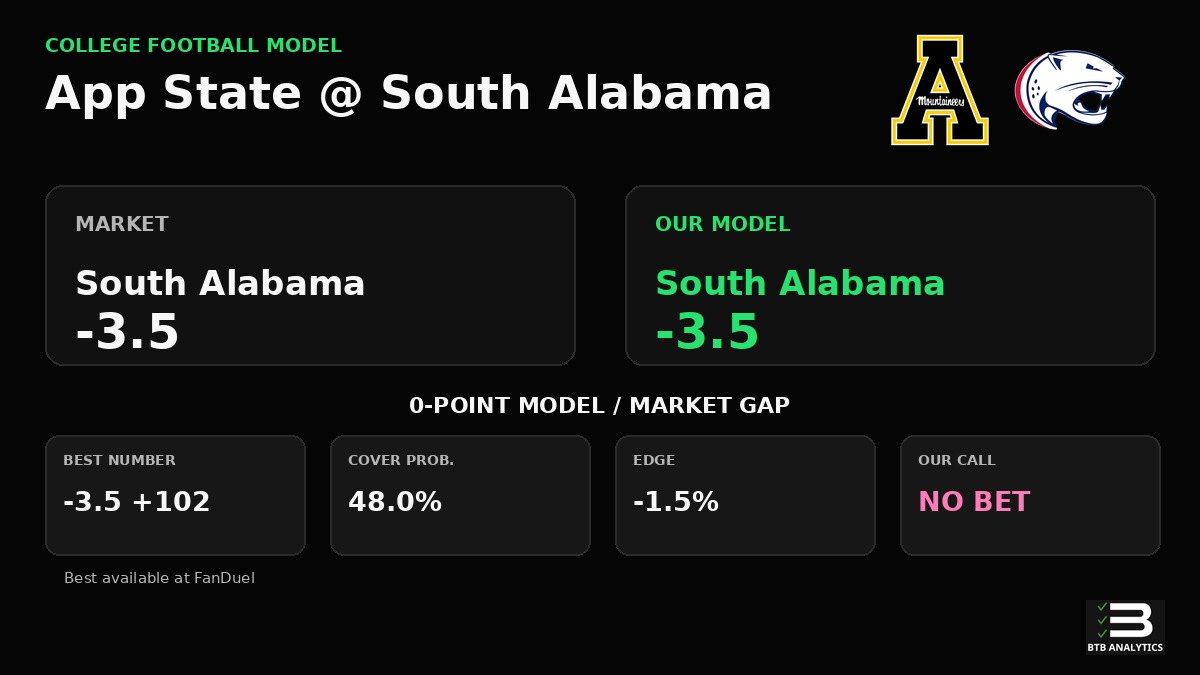 COLLEGE FOOTBALL MODEL
App State @ South Alabama
A
Mountaineers
MARKET
South Alabama
-3.5
OUR MODEL
South Alabama
-3.5
0-POINT MODEL / MARKET GAP
BEST NUMBER
-3.5 +102
COVER PROB.
48.0%
EDGE
-1.5%
OUR CALL
NO BET
Best available at FanDuel
B
BTB ANALYTICS